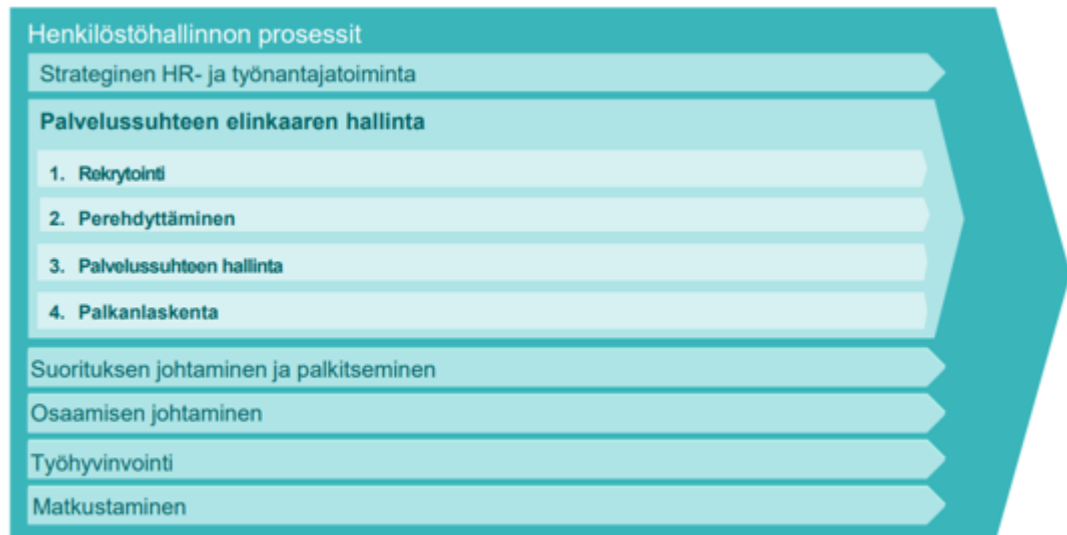 Henkilöstöhallinnon prosessit
Strateginen HR- ja työnantajatoiminta
Palvelussuhteen elinkaaren hallinta
1. Rekrytointi
2. Perehdyttäminen
3. Palvelussuhteen hallinta
4. Palkanlaskenta
Suorituksen johtaminen ja palkitseminen
Osaamisen johtaminen
Työhyvinvointi
Matkustaminen